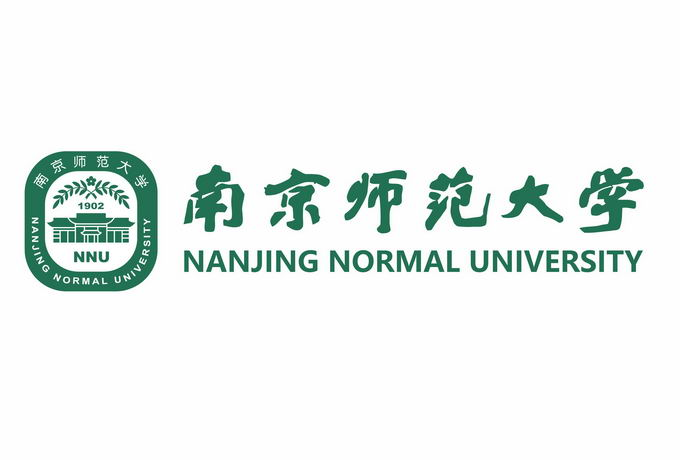 南京师范大学
1902
NNU
NANJING NORMAL UNIVERSITY
南京师范大学
NANJING NORMAL UNIVERSITY